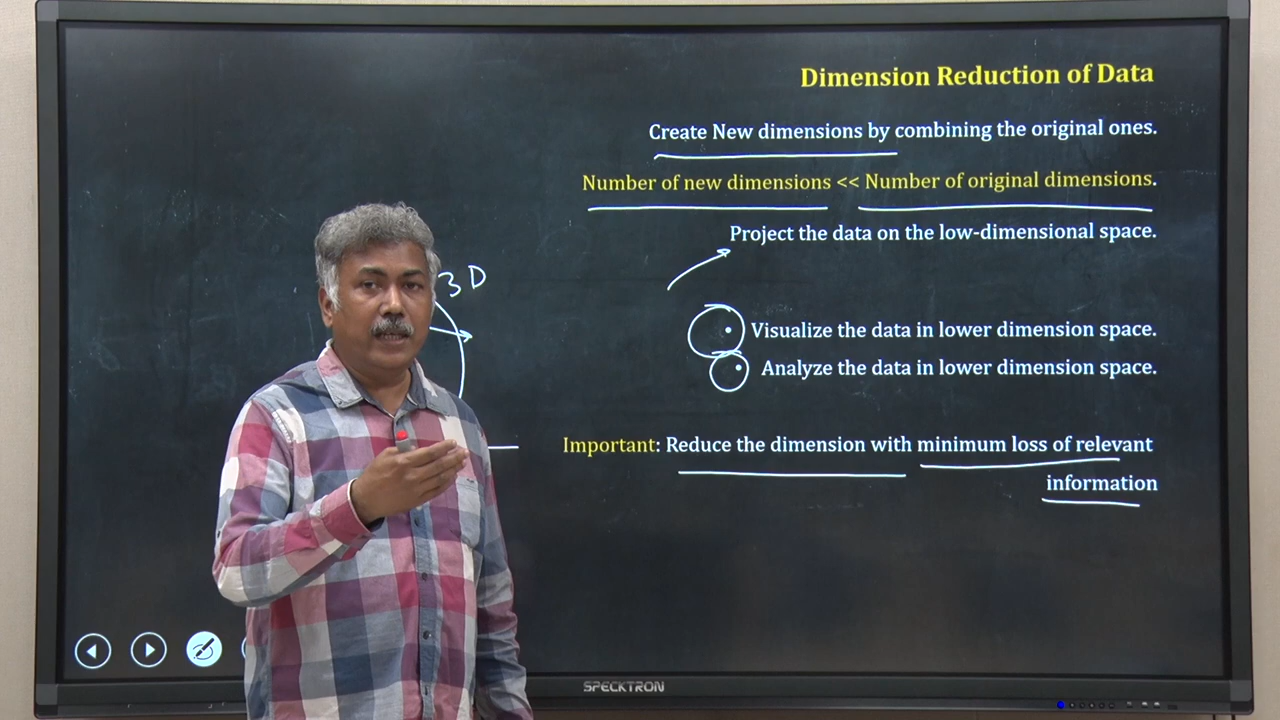 Dimension Reduction of Data
Create New dimensions by combining the original ones.
Number of new dimensions << Number of original dimensions.
Project the data on the low-dimensional space.
3D
Visualize the data in lower dimension space.
Analyze the data in lower dimension space.
Important: Reduce the dimension with minimum loss of relevant
information
SPECKTRON